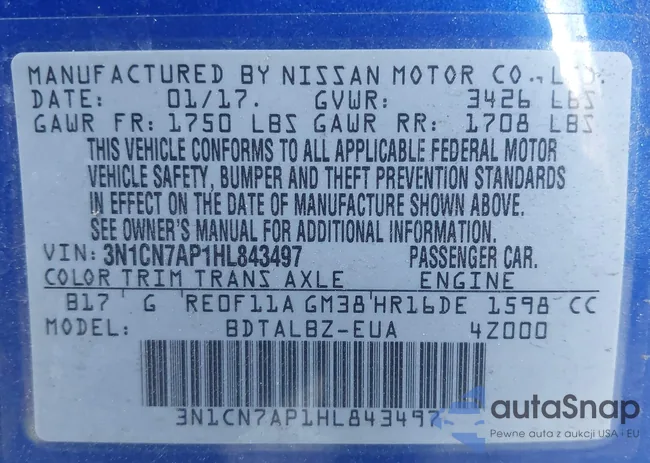 MANUFACTURED BY NISSAN MOTOR CO., LTD.
DATE: 01/17. GVWR: 3426 LBS
GAWR FR: 1750 LBS GAWR RR: 1708 LBS
THIS VEHICLE CONFORMS TO ALL APPLICABLE FEDERAL MOTOR
VEHICLE SAFETY, BUMPER AND THEFT PREVENTION STANDARDS
IN EFFECT ON THE DATE OF MANUFACTURE SHOWN ABOVE.
SEE OWNER'S MANUAL FOR ADDITIONAL INFORMATION.
VIN: 3N1CN7AP1HL843497 PASSENGER CAR.
COLOR TRIM TRANS AXLE ENGINE
B17 G RE0F11A GM38 HR16DE 1598 CC
MODEL: BDTALBZ-EUA 4Z000
3N1CN7AP1HL843497
autaSnap
Pewne auta z aukcji USA i EU